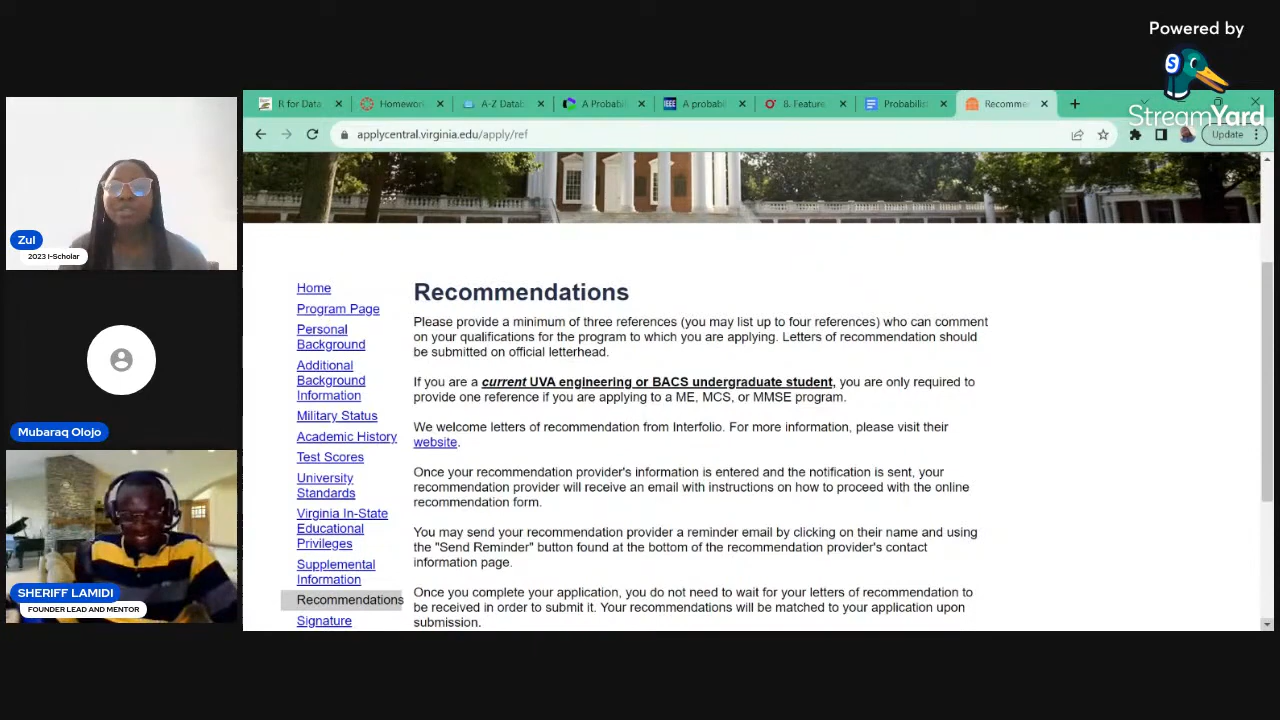 Powered by
S
StreamYard
Zul
2023 I-Scholar
Mubaraq Olojo
SHERIFF LAMIDI
FOUNDER LEAD AND MENTOR
R for Data
Homework
A-Z Datab
A Probabi
IEEE
A probabi
8. Feature
Probabilis
Recomme
applycentral.virginia.edu/apply/ref
Update
Home
Program Page
Personal
Background
Additional
Background
Information
Military Status
Academic History
Test Scores
University
Standards
Virginia In-State
Educational
Privileges
Supplemental
Information
Recommendations
Signature
Recommendations
Please provide a minimum of three references (you may list up to four references) who can comment
on your qualifications for the program to which you are applying. Letters of recommendation should
be submitted on official letterhead.
If you are a current UVA engineering or BACS undergraduate student, you are only required to
provide one reference if you are applying to a ME, MCS, or MMSE program.
We welcome letters of recommendation from Interfolio. For more information, please visit their
website.
Once your recommendation provider's information is entered and the notification is sent, your
recommendation provider will receive an email with instructions on how to proceed with the online
recommendation form.
You may send your recommendation provider a reminder email by clicking on their name and using
the "Send Reminder" button found at the bottom of the recommendation provider's contact
information page.
Once you complete your application, you do not need to wait for your letters of recommendation to
be received in order to submit it. Your recommendations will be matched to your application upon
submission.